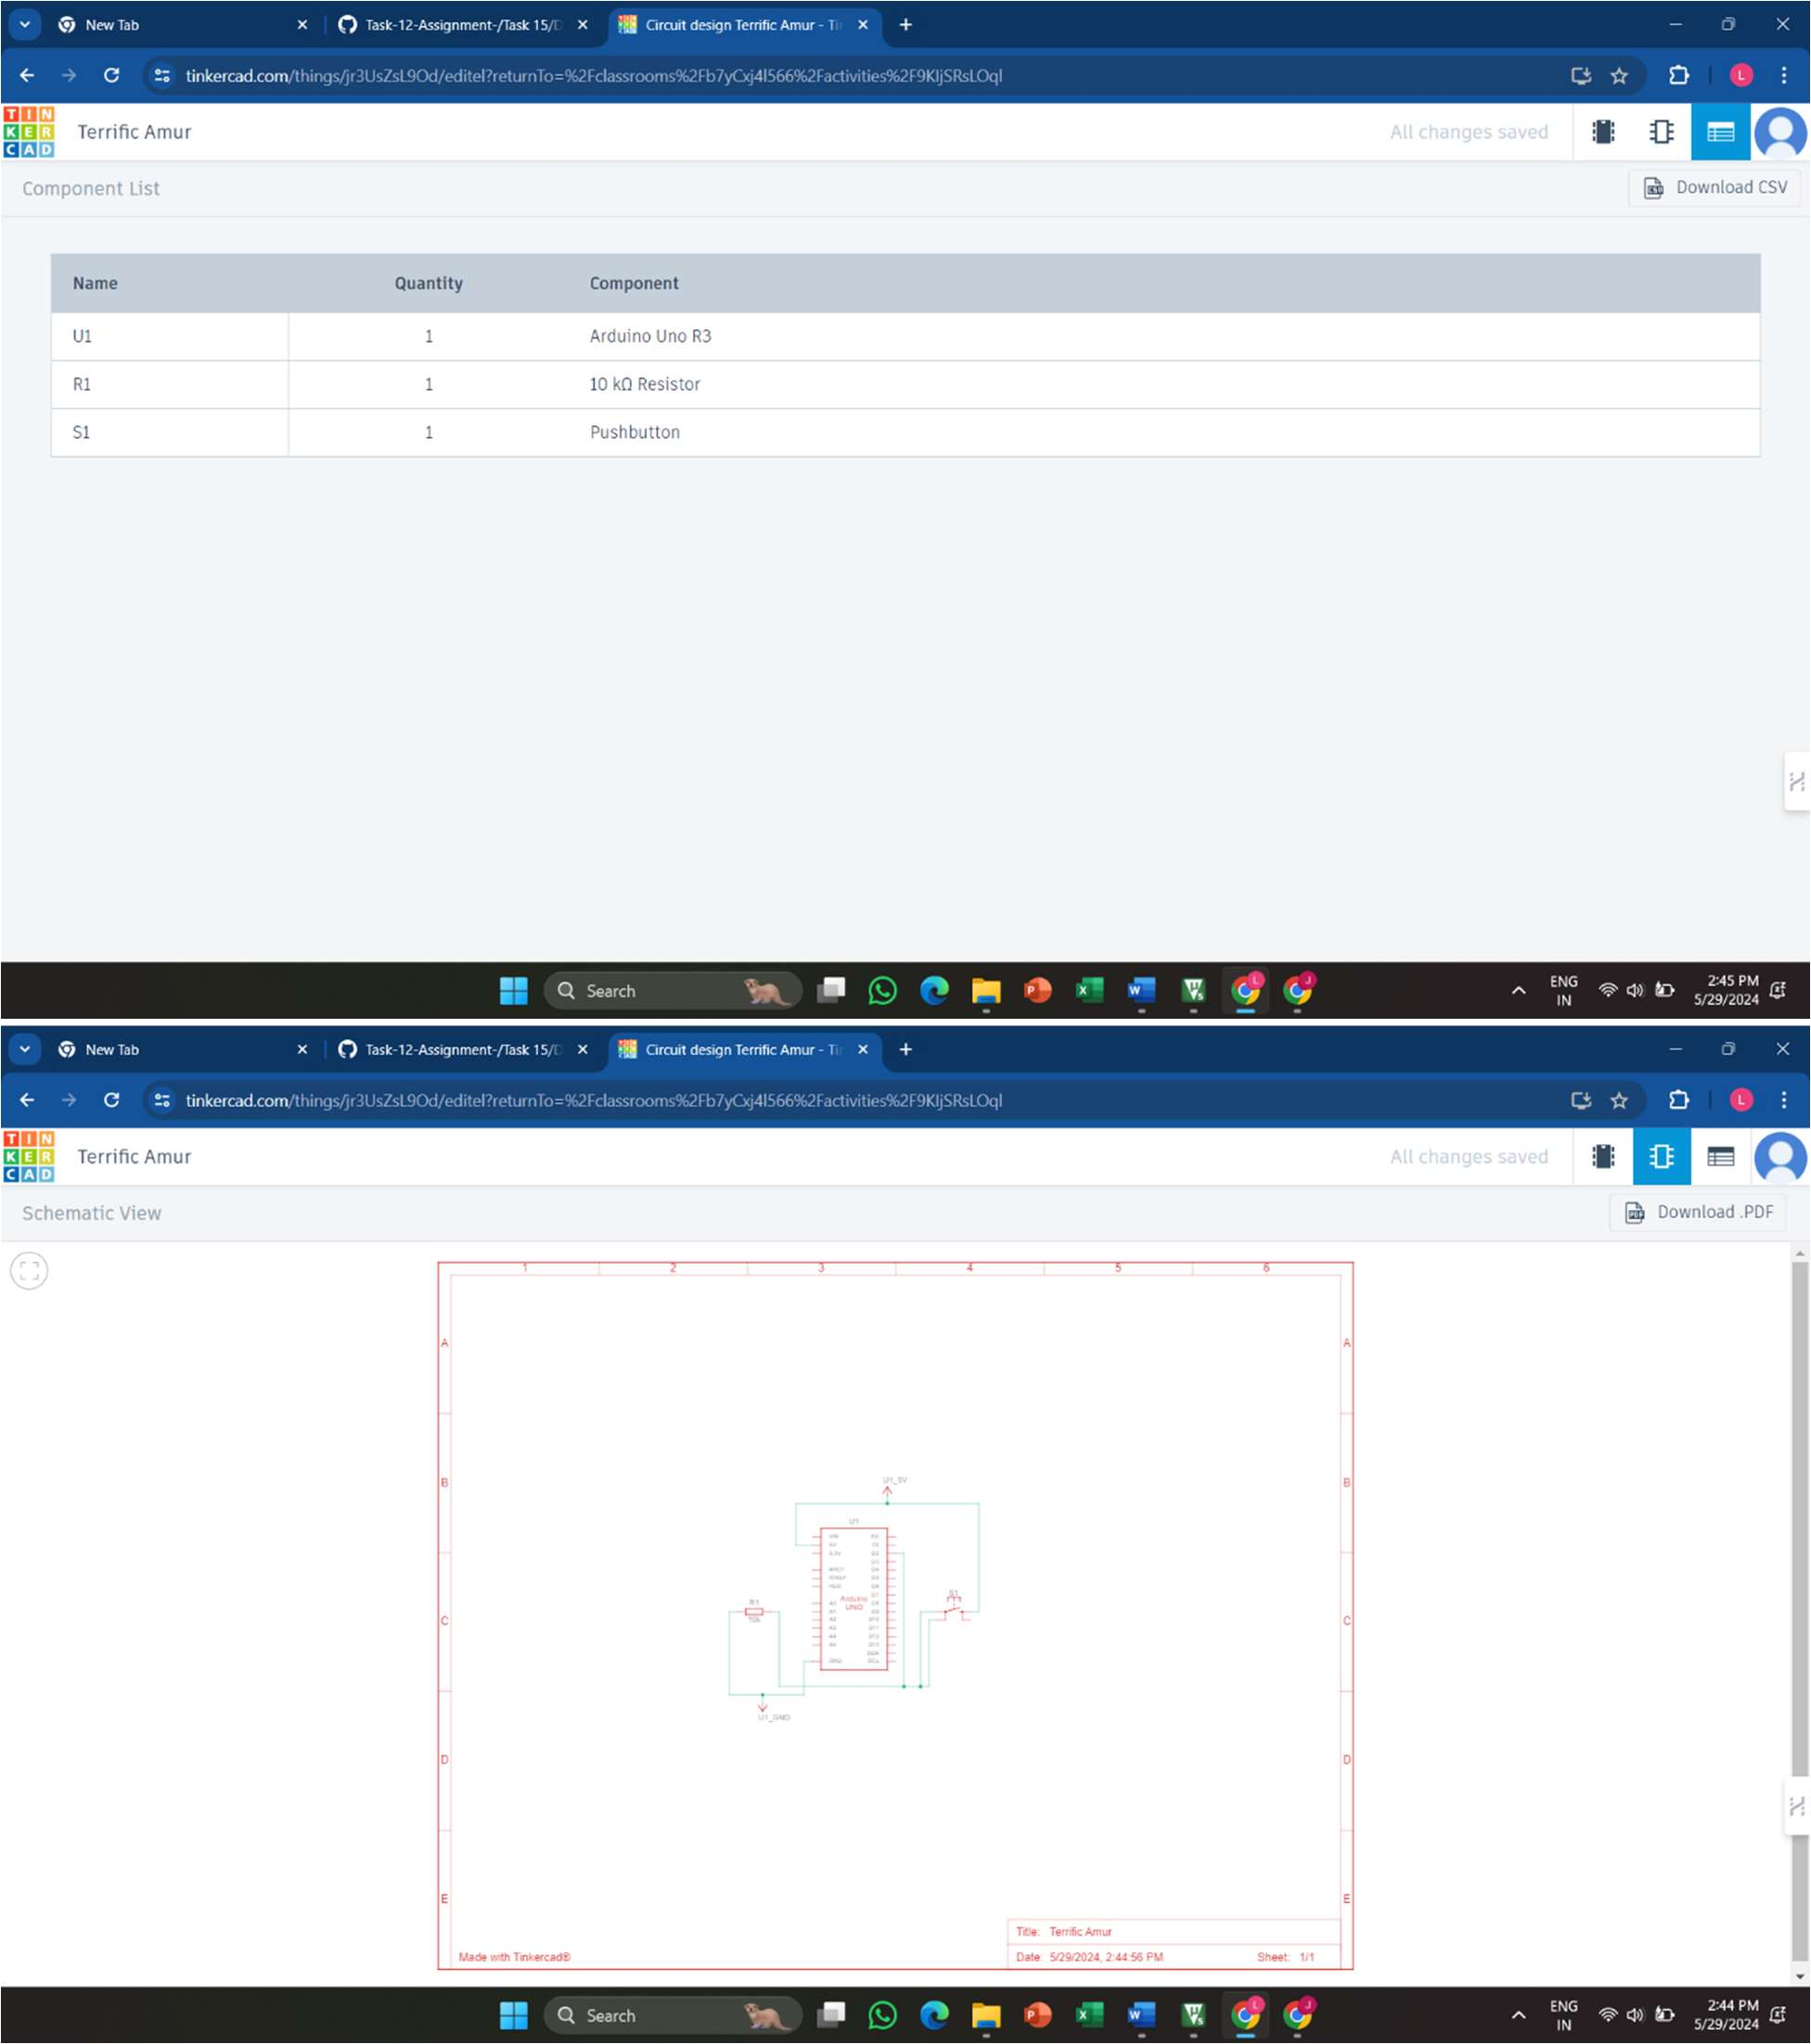 New Tab
Task-12-Assignment-/Task 15/D
Circuit design Terrific Amur - Ti
tinkercad.com/things/jr3UsZsL9Od/editel?returnTo=%2Fclassrooms%2Fb7yCxj4l566%2Factivities%2F9KljSRsLOql
L
TIN
KER
CAD
Terrific Amur
All changes saved
Component List
Download CSV
Name Quantity Component
U1 1 Arduino Uno R3
R1 1 10 kΩ Resistor
S1 1 Pushbutton
Search
ENG
IN
2:45 PM
5/29/2024
New Tab
Task-12-Assignment-/Task 15/D
Circuit design Terrific Amur - Ti
tinkercad.com/things/jr3UsZsL9Od/editel?returnTo=%2Fclassrooms%2Fb7yCxj4l566%2Factivities%2F9KljSRsLOql
L
TIN
KER
CAD
Terrific Amur
All changes saved
Schematic View
Download .PDF
1 2 3 4 5 6
A A
B B
U1_5V
U1
Arduino
UNO
R1
10k
S1
C C
U1_GND
D D
E E
Title: Terrific Amur
Made with Tinkercad®
Date: 5/29/2024, 2:44:56 PM Sheet: 1/1
Search
ENG
IN
2:44 PM
5/29/2024